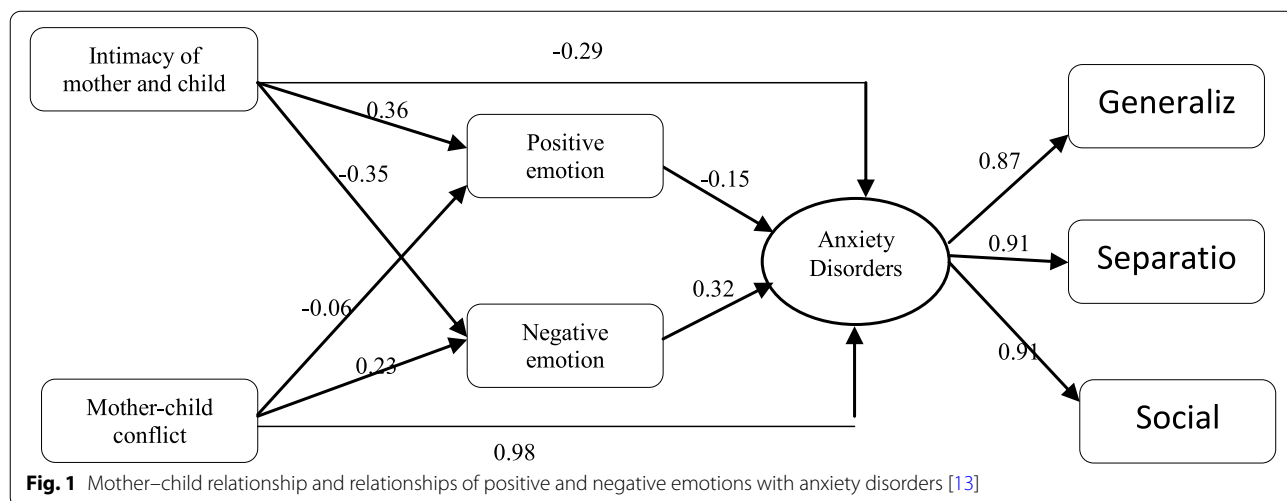 Intimacy of
mother and child
-0.29
Generaliz
0.36
Positive
emotion
0.87
-0.35
-0.15
Anxiety
Disorders
0.91
Separatio
-0.06
0.32
Negative
emotion
0.23
0.91
Mother-child
conflict
Social
0.98
Fig. 1 Mother–child relationship and relationships of positive and negative emotions with anxiety disorders [13]